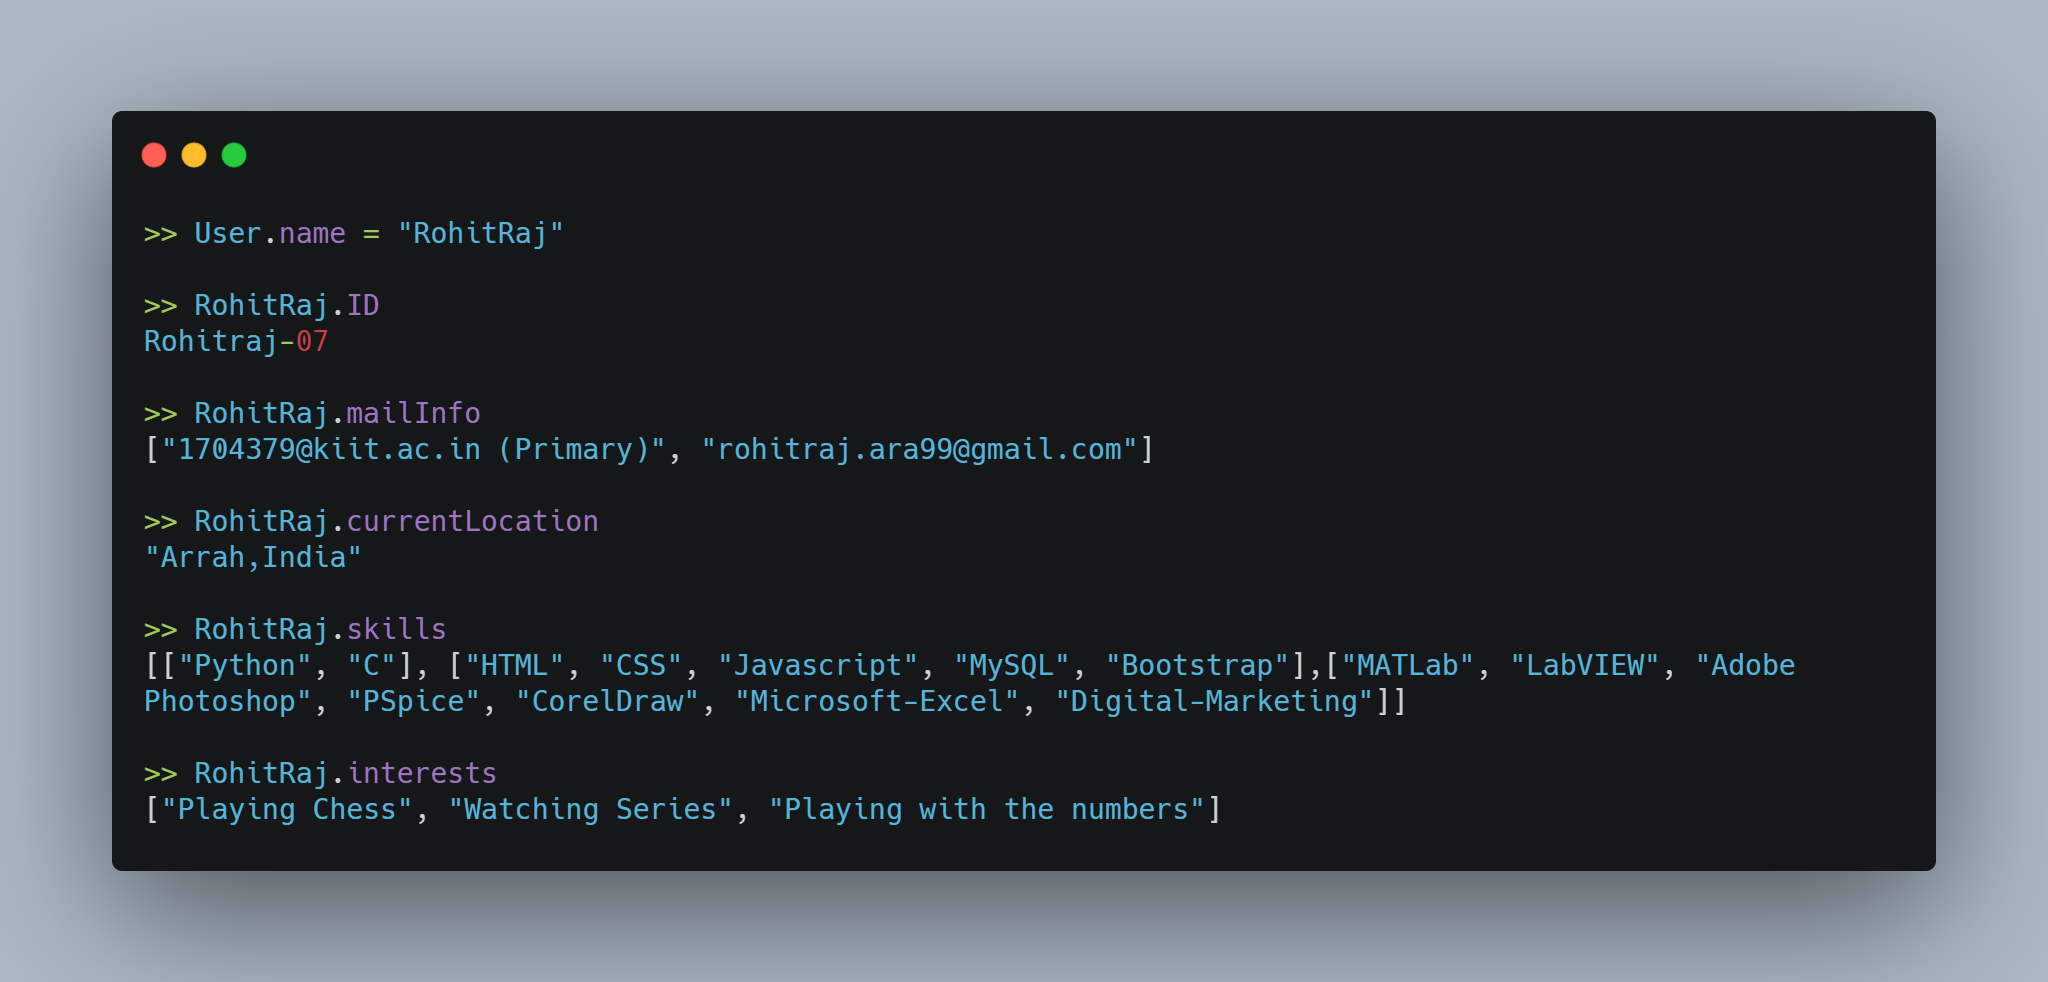 >> User.name = "RohitRaj"
>> RohitRaj.ID
Rohitraj-07
>> RohitRaj.mailInfo
["1704379@kiit.ac.in (Primary)", "rohitraj.ara99@gmail.com"]
>> RohitRaj.currentLocation
"Arrah,India"
>> RohitRaj.skills
[["Python", "C"], ["HTML", "CSS", "Javascript", "MySQL", "Bootstrap"],["MATLab", "LabVIEW", "Adobe
Photoshop", "PSpice", "CorelDraw", "Microsoft-Excel", "Digital-Marketing"]]
>> RohitRaj.interests
["Playing Chess", "Watching Series", "Playing with the numbers"]